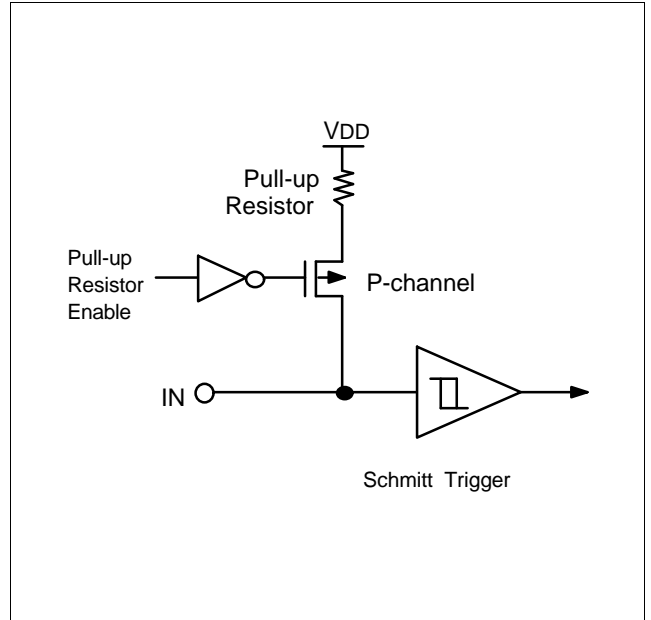 VDD
Pull-up
Resistor
Pull-up
Resistor
Enable
P-channel
IN
Schmitt Trigger